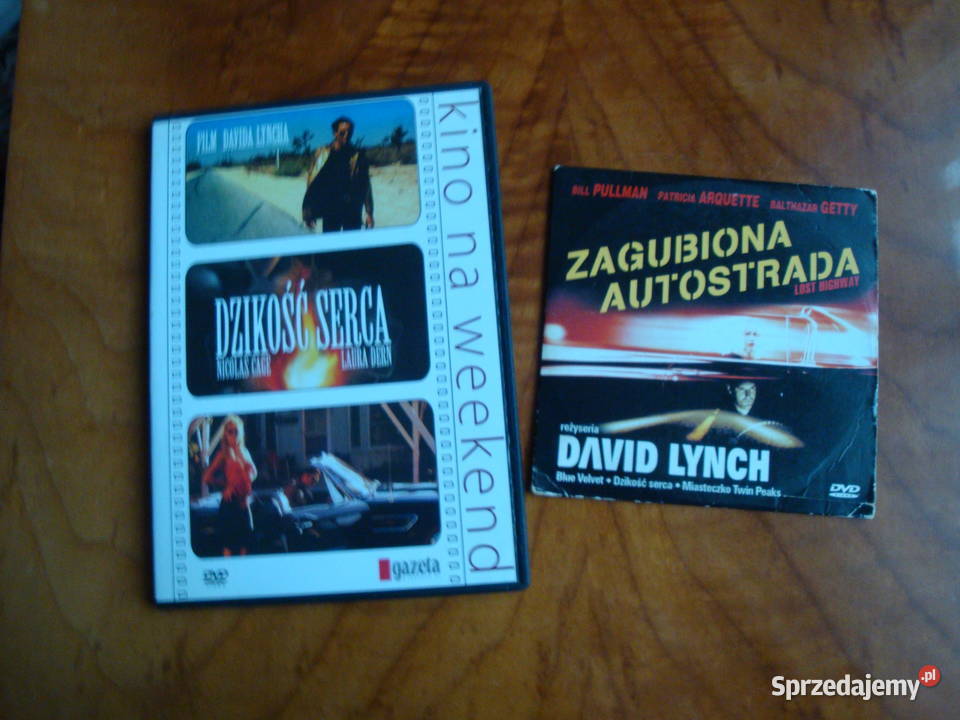 FILM DAVIDA LYNCHA
DZIKOŚĆ SERCA
NICOLAS CAGE LAURA DERN
kino na weekend
DVD
gazeta
BILL PULLMAN PATRICIA ARQUETTE BALTHAZAR GETTY
ZAGUBIONA
AUTOSTRADA
LOST HIGHWAY
reżyseria
DAVID LYNCH
Blue Velvet • Dzikość serca • Miasteczko Twin Peaks
DVD
Sprzedajemy.pl